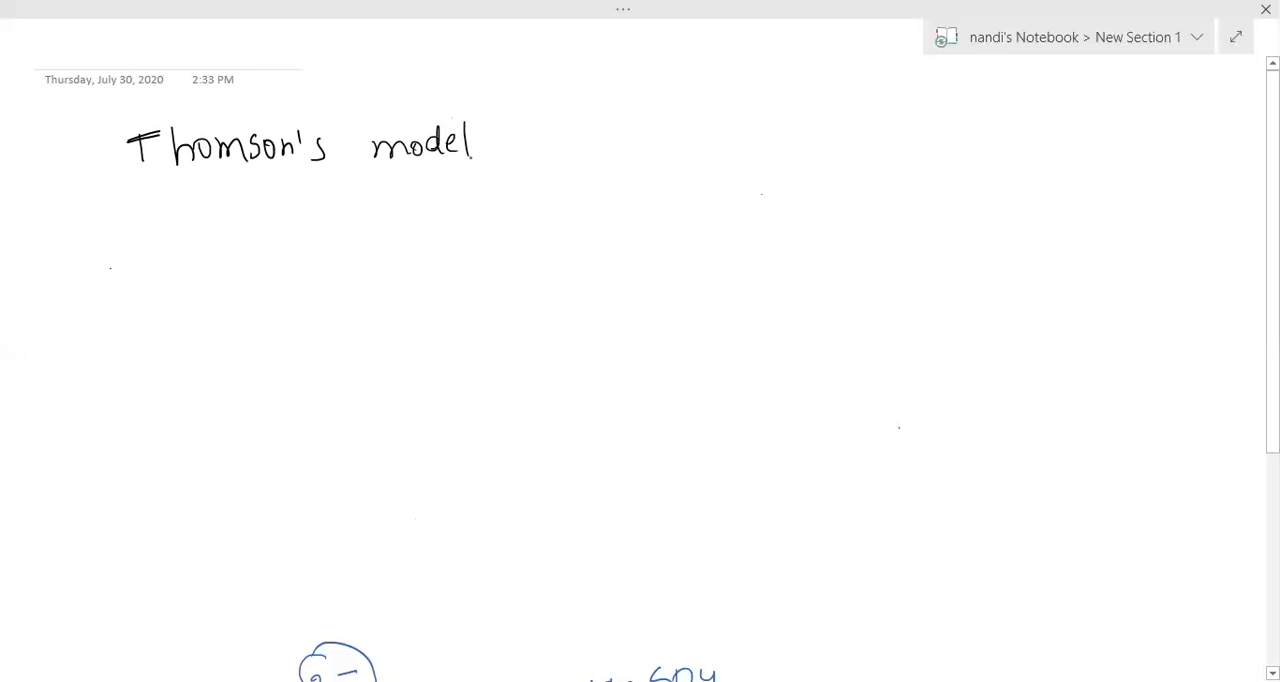 nandi's Notebook > New Section 1
Thursday, July 30, 2020 2:33 PM
Thomson's model